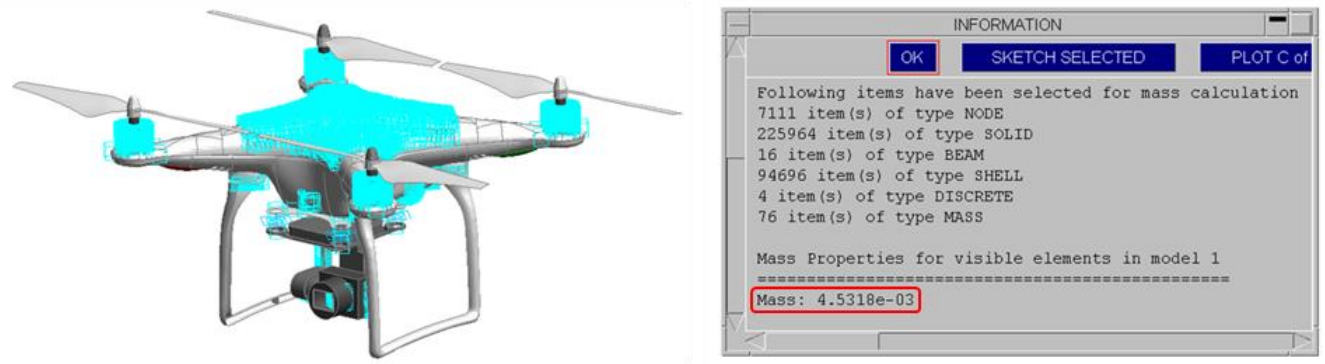 INFORMATION
OK SKETCH SELECTED PLOT C of
Following items have been selected for mass calculation
7111 item(s) of type NODE
225964 item(s) of type SOLID
16 item(s) of type BEAM
94696 item(s) of type SHELL
4 item(s) of type DISCRETE
76 item(s) of type MASS
Mass Properties for visible elements in model 1
================================================
Mass: 4.5318e-03